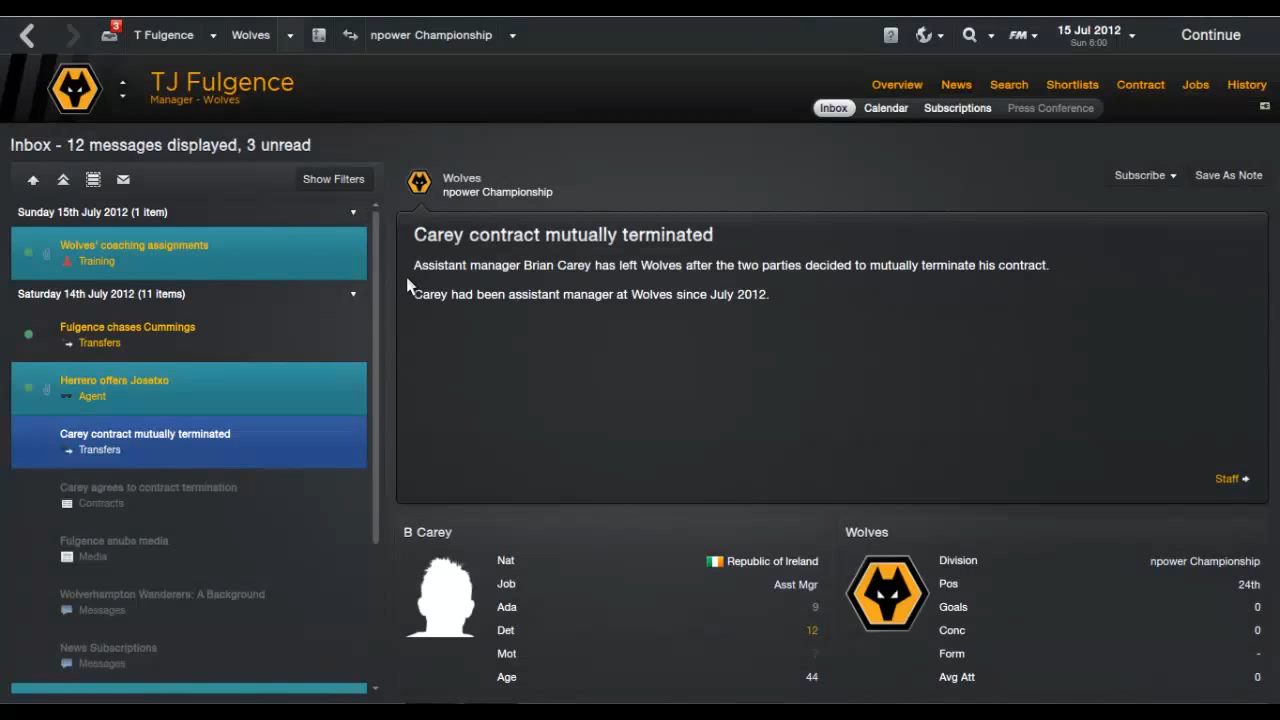 3
T Fulgence
Wolves
npower Championship
FM
15 Jul 2012
Sun 6:00
Continue
TJ Fulgence
Manager - Wolves
Overview
News
Search
Shortlists
Contract
Jobs
History
Inbox
Calendar
Subscriptions
Press Conference
Inbox - 12 messages displayed, 3 unread
Show Filters
Sunday 15th July 2012 (1 item)
Wolves' coaching assignments
Training
Saturday 14th July 2012 (11 items)
Fulgence chases Cummings
Transfers
Herrero offers Josetxo
Agent
Carey contract mutually terminated
Transfers
Carey agrees to contract termination
Contracts
Fulgence snubs media
Media
Wolverhampton Wanderers: A Background
Messages
News Subscriptions
Messages
Wolves
npower Championship
Subscribe
Save As Note
Carey contract mutually terminated
Assistant manager Brian Carey has left Wolves after the two parties decided to mutually terminate his contract.
Carey had been assistant manager at Wolves since July 2012.
Staff
B Carey
Nat Republic of Ireland
Job Asst Mgr
Ada 9
Det 12
Mot
Age 44
Wolves
Division npower Championship
Pos 24th
Goals 0
Conc 0
Form -
Avg Att 0